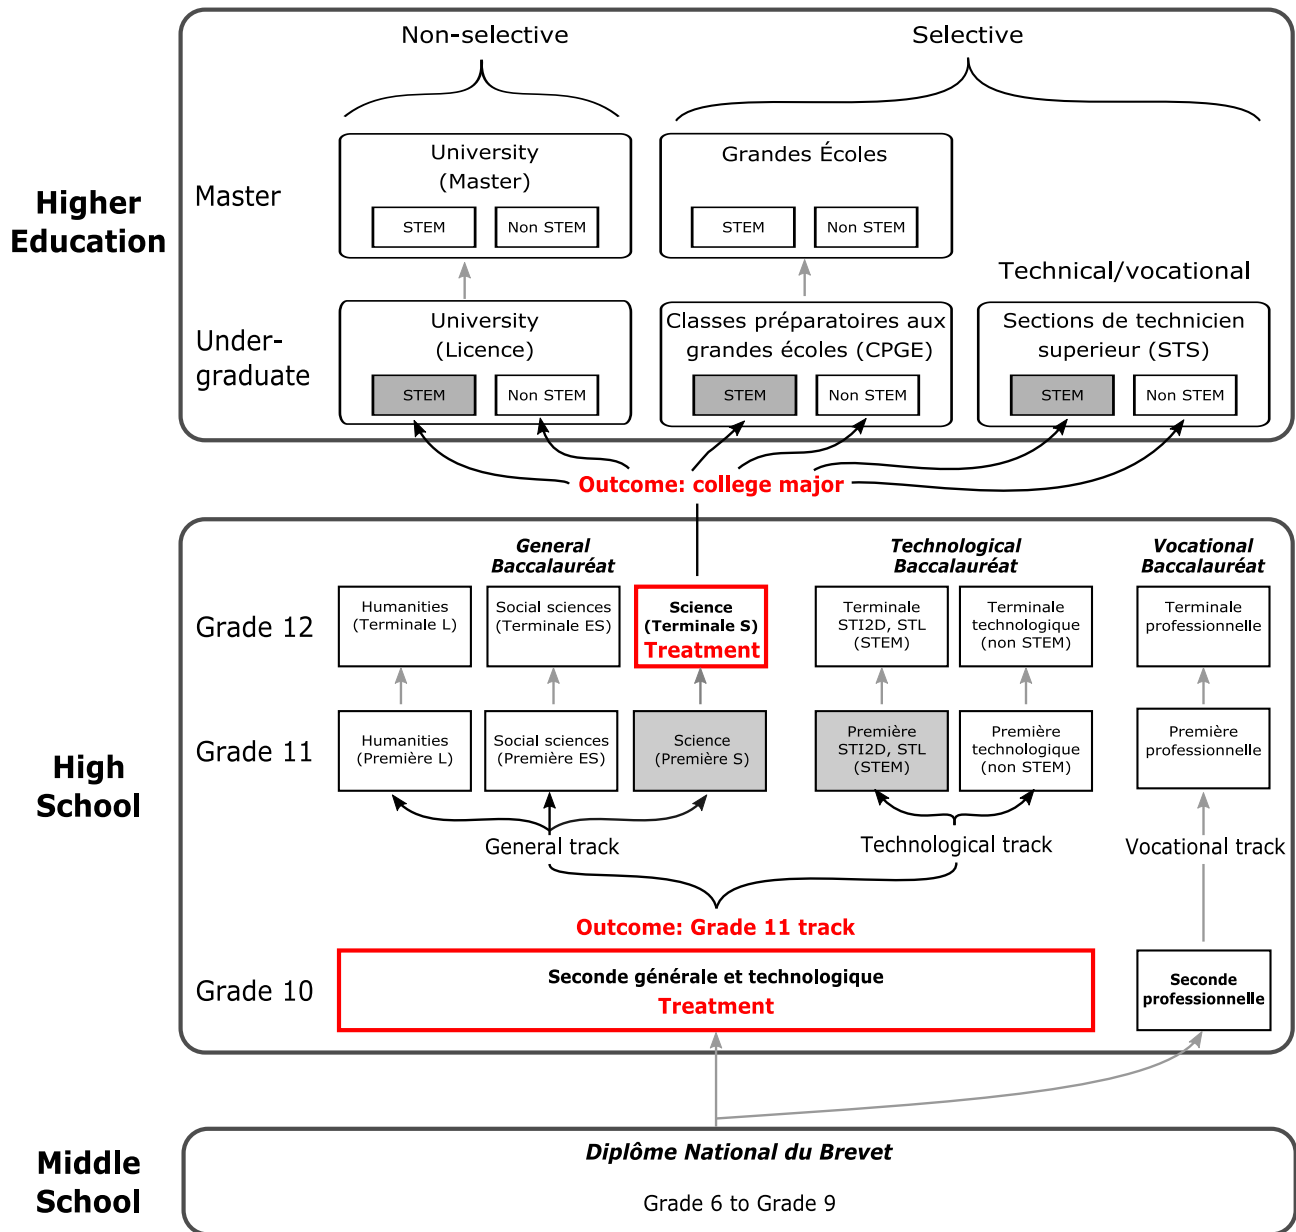 Non-selective
Selective
Higher
Education
Master
University
(Master)
STEM
Non STEM
Grandes Écoles
STEM
Non STEM
Technical/vocational
Under-
graduate
University
(Licence)
STEM
Non STEM
Classes préparatoires aux
grandes écoles (CPGE)
STEM
Non STEM
Sections de technicien
superieur (STS)
STEM
Non STEM
Outcome: college major
High
School
General
Baccalauréat
Technological
Baccalauréat
Vocational
Baccalauréat
Grade 12
Humanities
(Terminale L)
Social sciences
(Terminale ES)
Science
(Terminale S)
Treatment
Terminale
STI2D, STL
(STEM)
Terminale
technologique
(non STEM)
Terminale
professionnelle
Grade 11
Humanities
(Première L)
Social sciences
(Première ES)
Science
(Première S)
Première
STI2D, STL
(STEM)
Première
technologique
(non STEM)
Première
professionnelle
General track
Technological track
Vocational track
Outcome: Grade 11 track
Grade 10
Seconde générale et technologique
Treatment
Seconde
professionnelle
Middle
School
Diplôme National du Brevet
Grade 6 to Grade 9